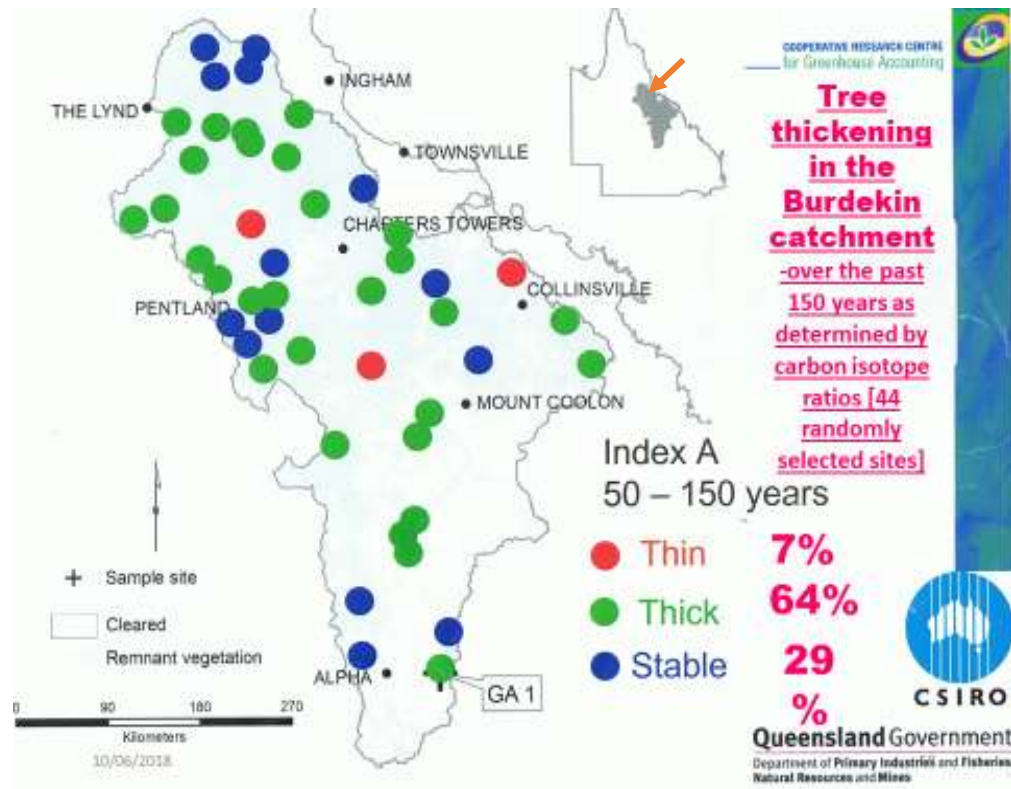 COOPERATIVE RESEARCH CENTRE
for Greenhouse Accounting
Tree
thickening
in the
Burdekin
catchment
-over the past
150 years as
determined by
carbon isotope
ratios [44
randomly
selected sites]
INGHAM
THE LYND
TOWNSVILLE
CHARTERS TOWERS
COLLINSVILLE
PENTLAND
MOUNT COOLON
Index A
50 – 150 years
Thin 7%
Thick 64%
Stable 29
%
Sample site
Cleared
Remnant vegetation
ALPHA
GA 1
0 90 180 270
Kilometers
10/06/2018
CSIRO
Queensland Government
Department of Primary Industries and Fisheries
Natural Resources and Mines